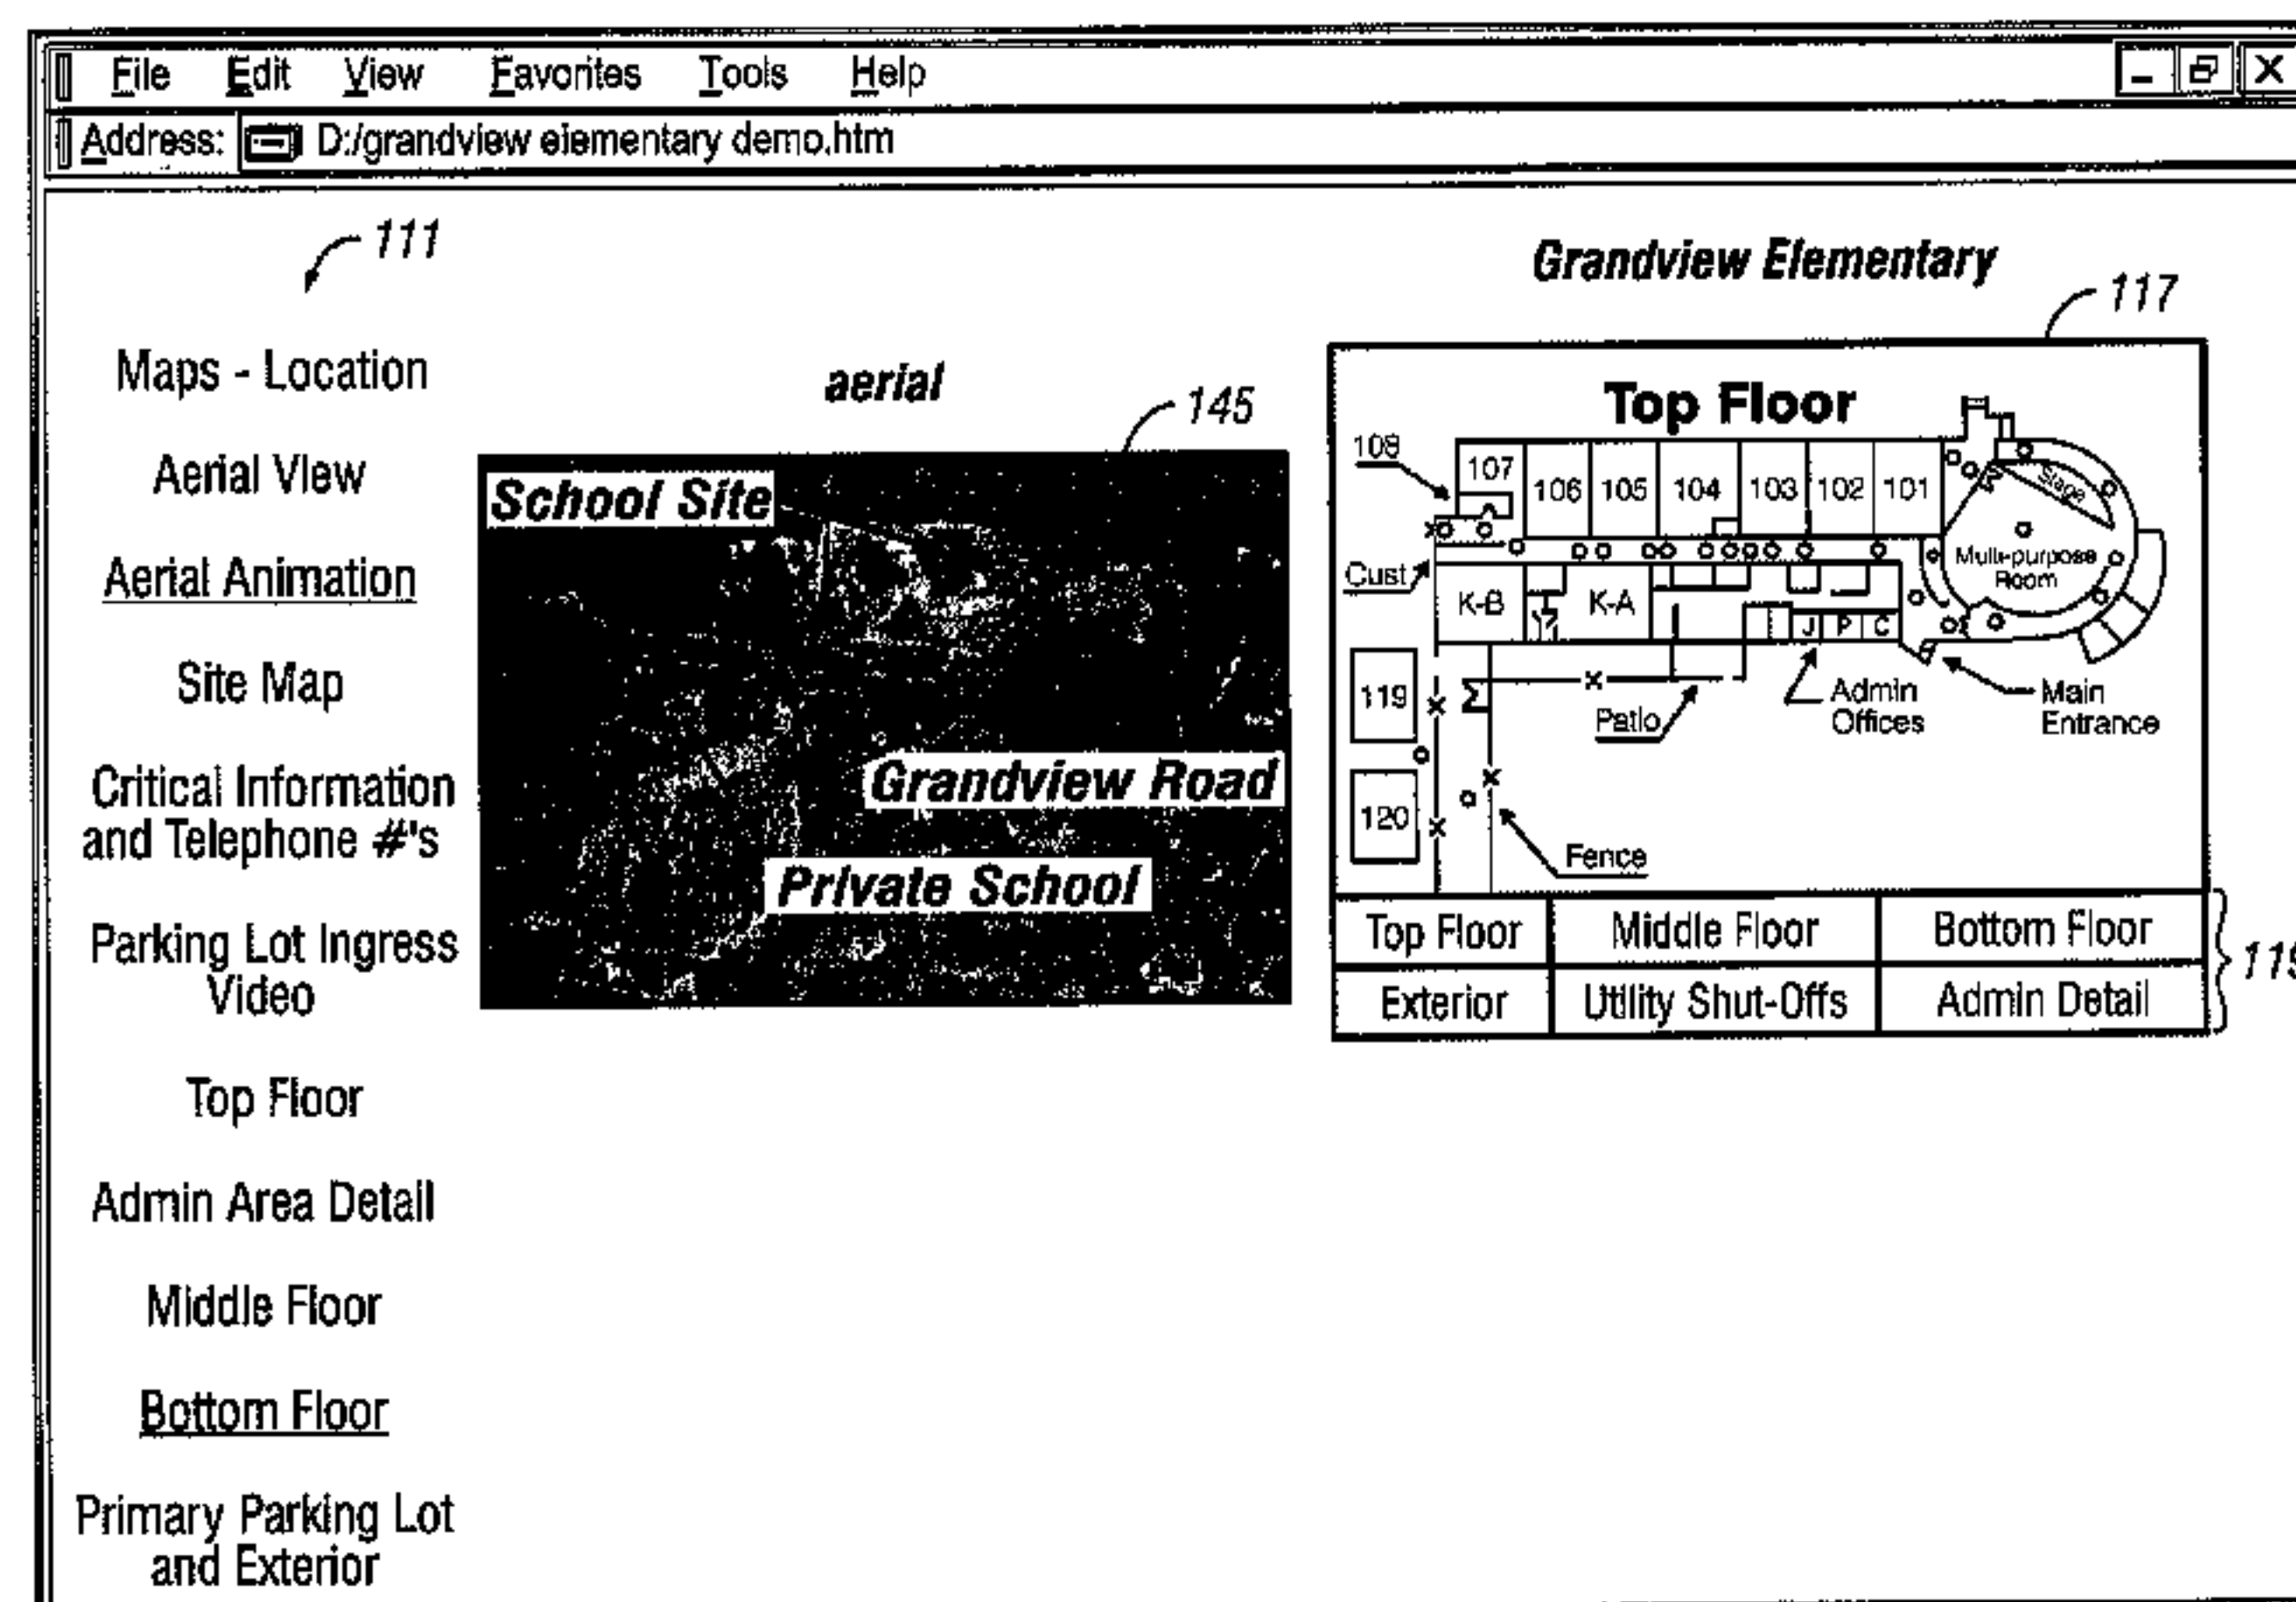 File Edit View Favorites Tools Help
Address: D:/grandview elementary demo.htm
111
Maps - Location
Aerial View
Aerial Animation
Site Map
Critical Information
and Telephone #'s
Parking Lot Ingress
Video
Top Floor
Admin Area Detail
Middle Floor
Bottom Floor
Primary Parking Lot
and Exterior
aerial
145
School Site
Grandview Road
Private School
Grandview Elementary
117
Top Floor
108
107 106 105 104 103 102 101
Stage
Multi-purpose
Room
Cust
K-B K-A
J P C
119
120
Patio
Admin
Offices
Main
Entrance
Fence
Top Floor Middle Floor Bottom Floor
Exterior Utility Shut-Offs Admin Detail